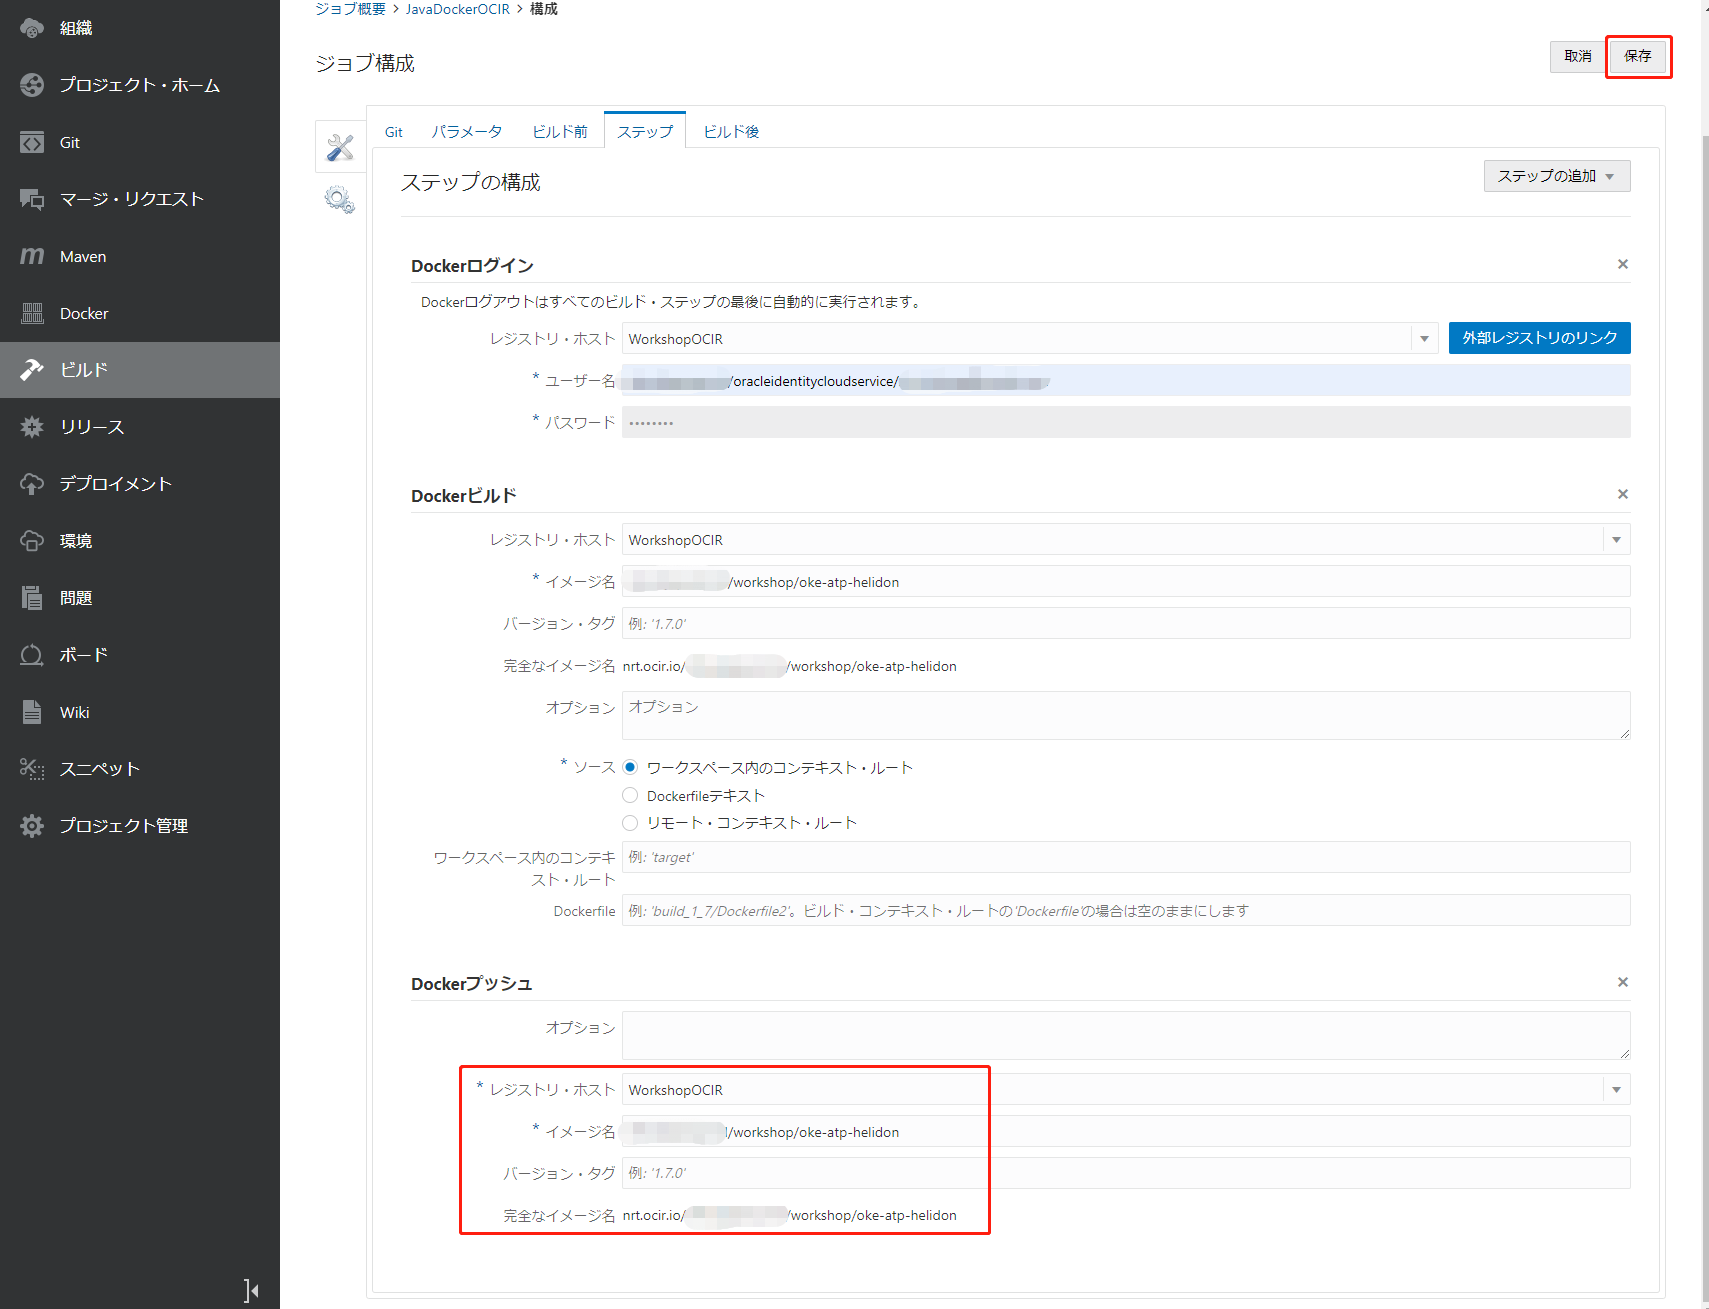 組織
プロジェクト・ホーム
Git
マージ・リクエスト
Maven
Docker
ビルド
リリース
デプロイメント
環境
問題
ボード
Wiki
スニペット
プロジェクト管理
ジョブ概要 › JavaDockerOCIR › 構成
ジョブ構成
取消 保存
Git パラメータ ビルド前 ステップ ビルド後
ステップの構成
ステップの追加
Dockerログイン
Dockerログアウトはすべてのビルド・ステップの最後に自動的に実行されます。
レジストリ・ホスト WorkshopOCIR 外部レジストリのリンク
* ユーザー名 /oracleidentitycloudservice/
* パスワード ••••••••
Dockerビルド
レジストリ・ホスト WorkshopOCIR
* イメージ名 /workshop/oke-atp-helidon
バージョン・タグ 例: '1.7.0'
完全なイメージ名 nrt.ocir.io/ /workshop/oke-atp-helidon
オプション オプション
* ソース ワークスペース内のコンテキスト・ルート
Dockerfileテキスト
リモート・コンテキスト・ルート
ワークスペース内のコンテキ 例: 'target'
スト・ルート
Dockerfile 例: 'build_1_7/Dockerfile2'。ビルド・コンテキスト・ルートの'Dockerfile'の場合は空のままにします
Dockerプッシュ
オプション
* レジストリ・ホスト WorkshopOCIR
* イメージ名 /workshop/oke-atp-helidon
バージョン・タグ 例: '1.7.0'
完全なイメージ名 nrt.ocir.io/ /workshop/oke-atp-helidon